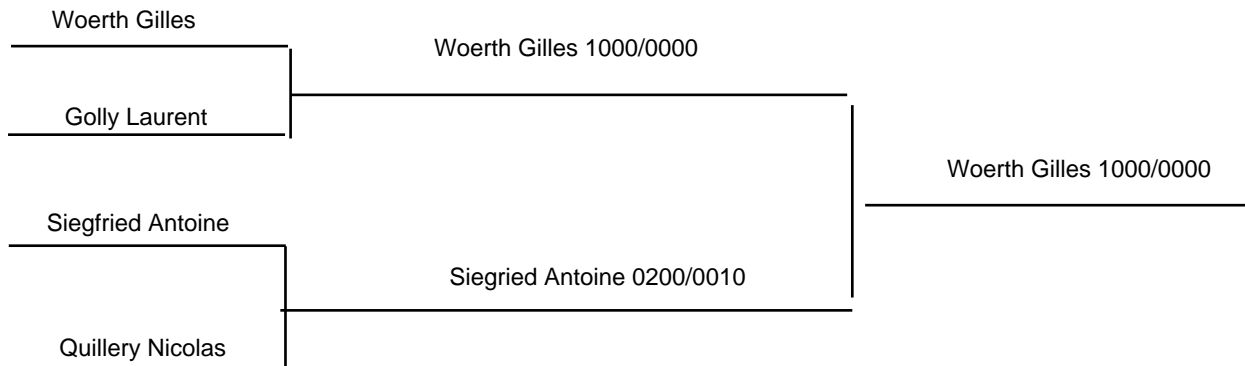 Woerth Gilles
Woerth Gilles 1000/0000
Golly Laurent
Woerth Gilles 1000/0000
Siegfried Antoine
Siegried Antoine 0200/0010
Quillery Nicolas